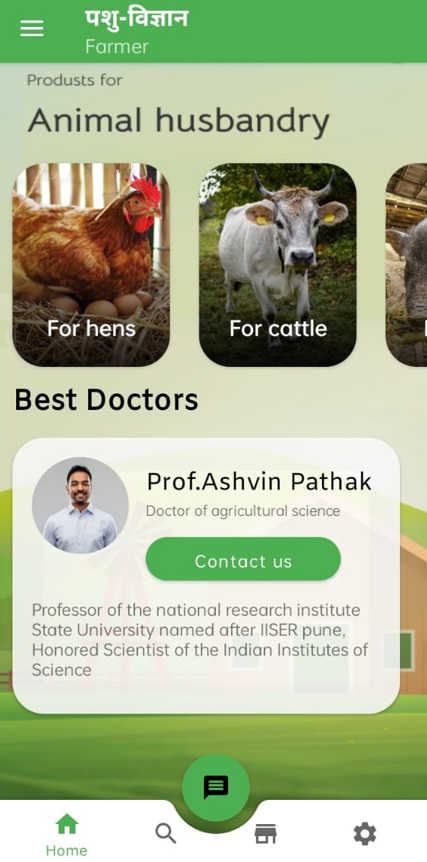 पशु-विज्ञान
Farmer
Produsts for
Animal husbandry
For hens
For cattle
Best Doctors
Prof.Ashvin Pathak
Doctor of agricultural science
Contact us
Professor of the national research institute
State University named after IISER pune,
Honored Scientist of the Indian Institutes of
Science
Home